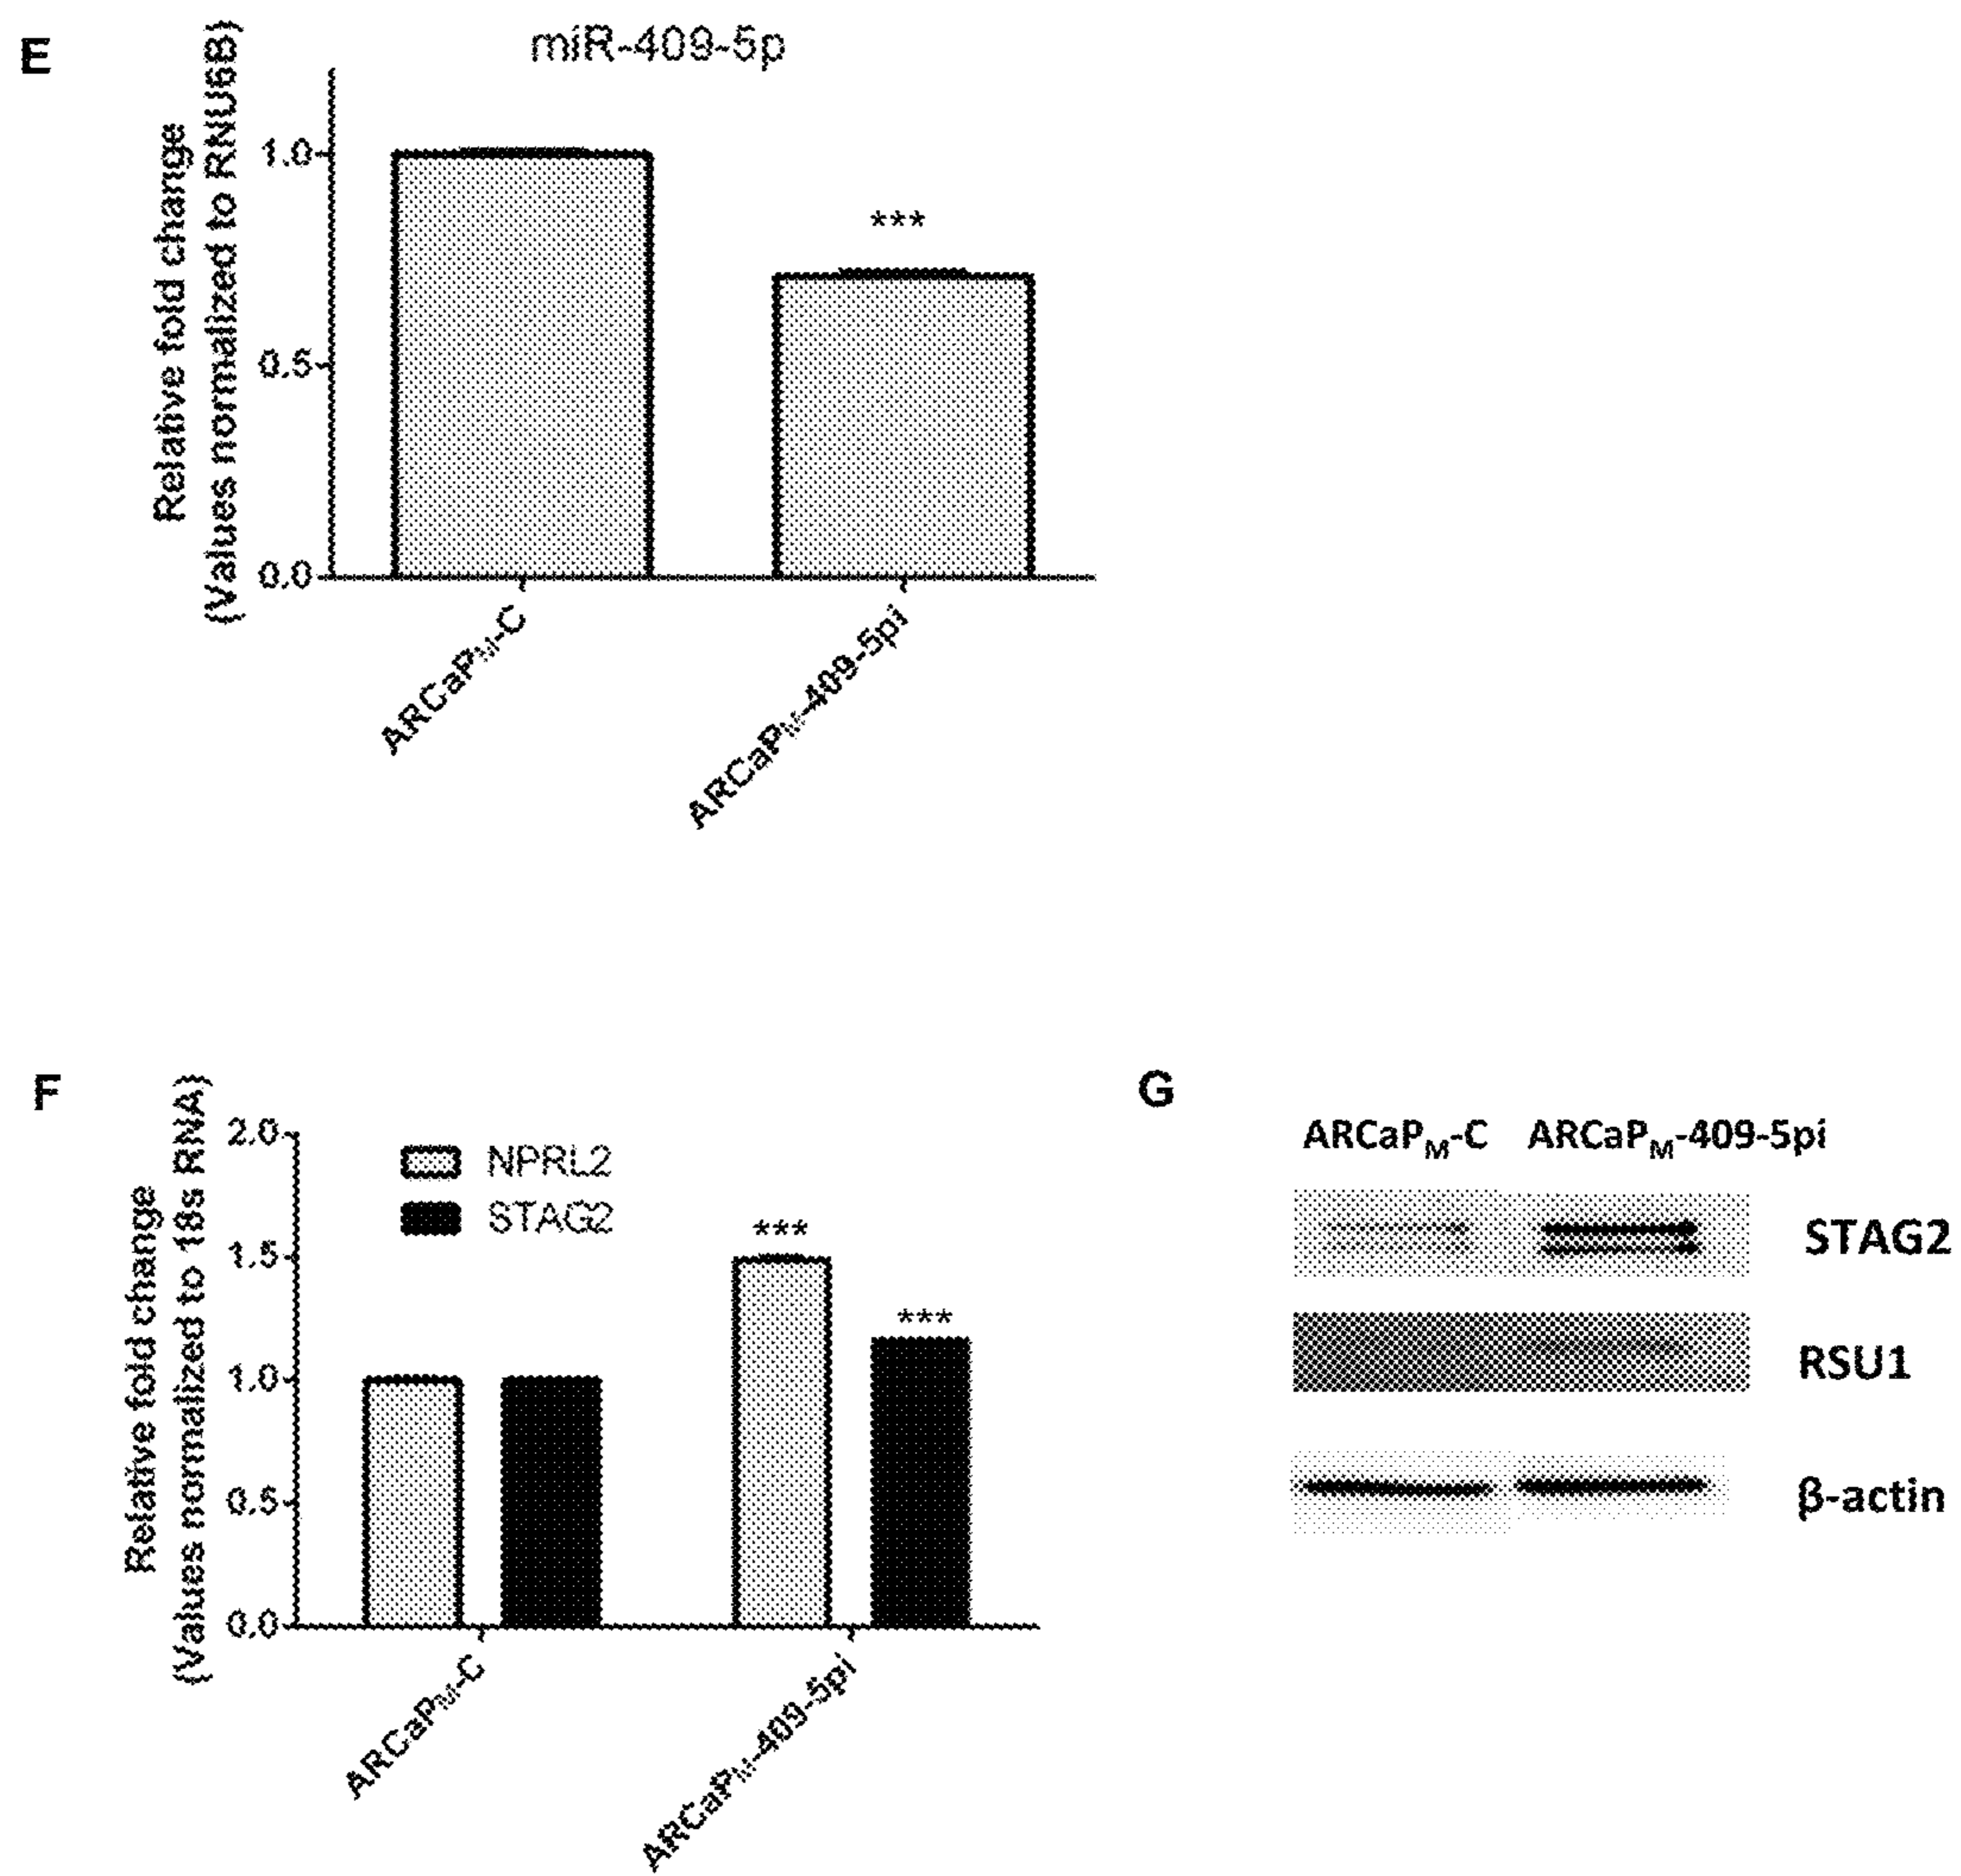 E
miR-409-5p
Relative fold change
(Values normalized to RNU6B)
1.0
0.5
0.0
***
ARCaPM-C
ARCaPM-409-5pi
F
Relative fold change
(Values normalized to 18s RNA)
2.0
1.5
1.0
0.5
0.0
NPRL2
STAG2
***
***
ARCaPM-C
ARCaPM-409-5pi
G
ARCaPM-C ARCaPM-409-5pi
STAG2
RSU1
β-actin